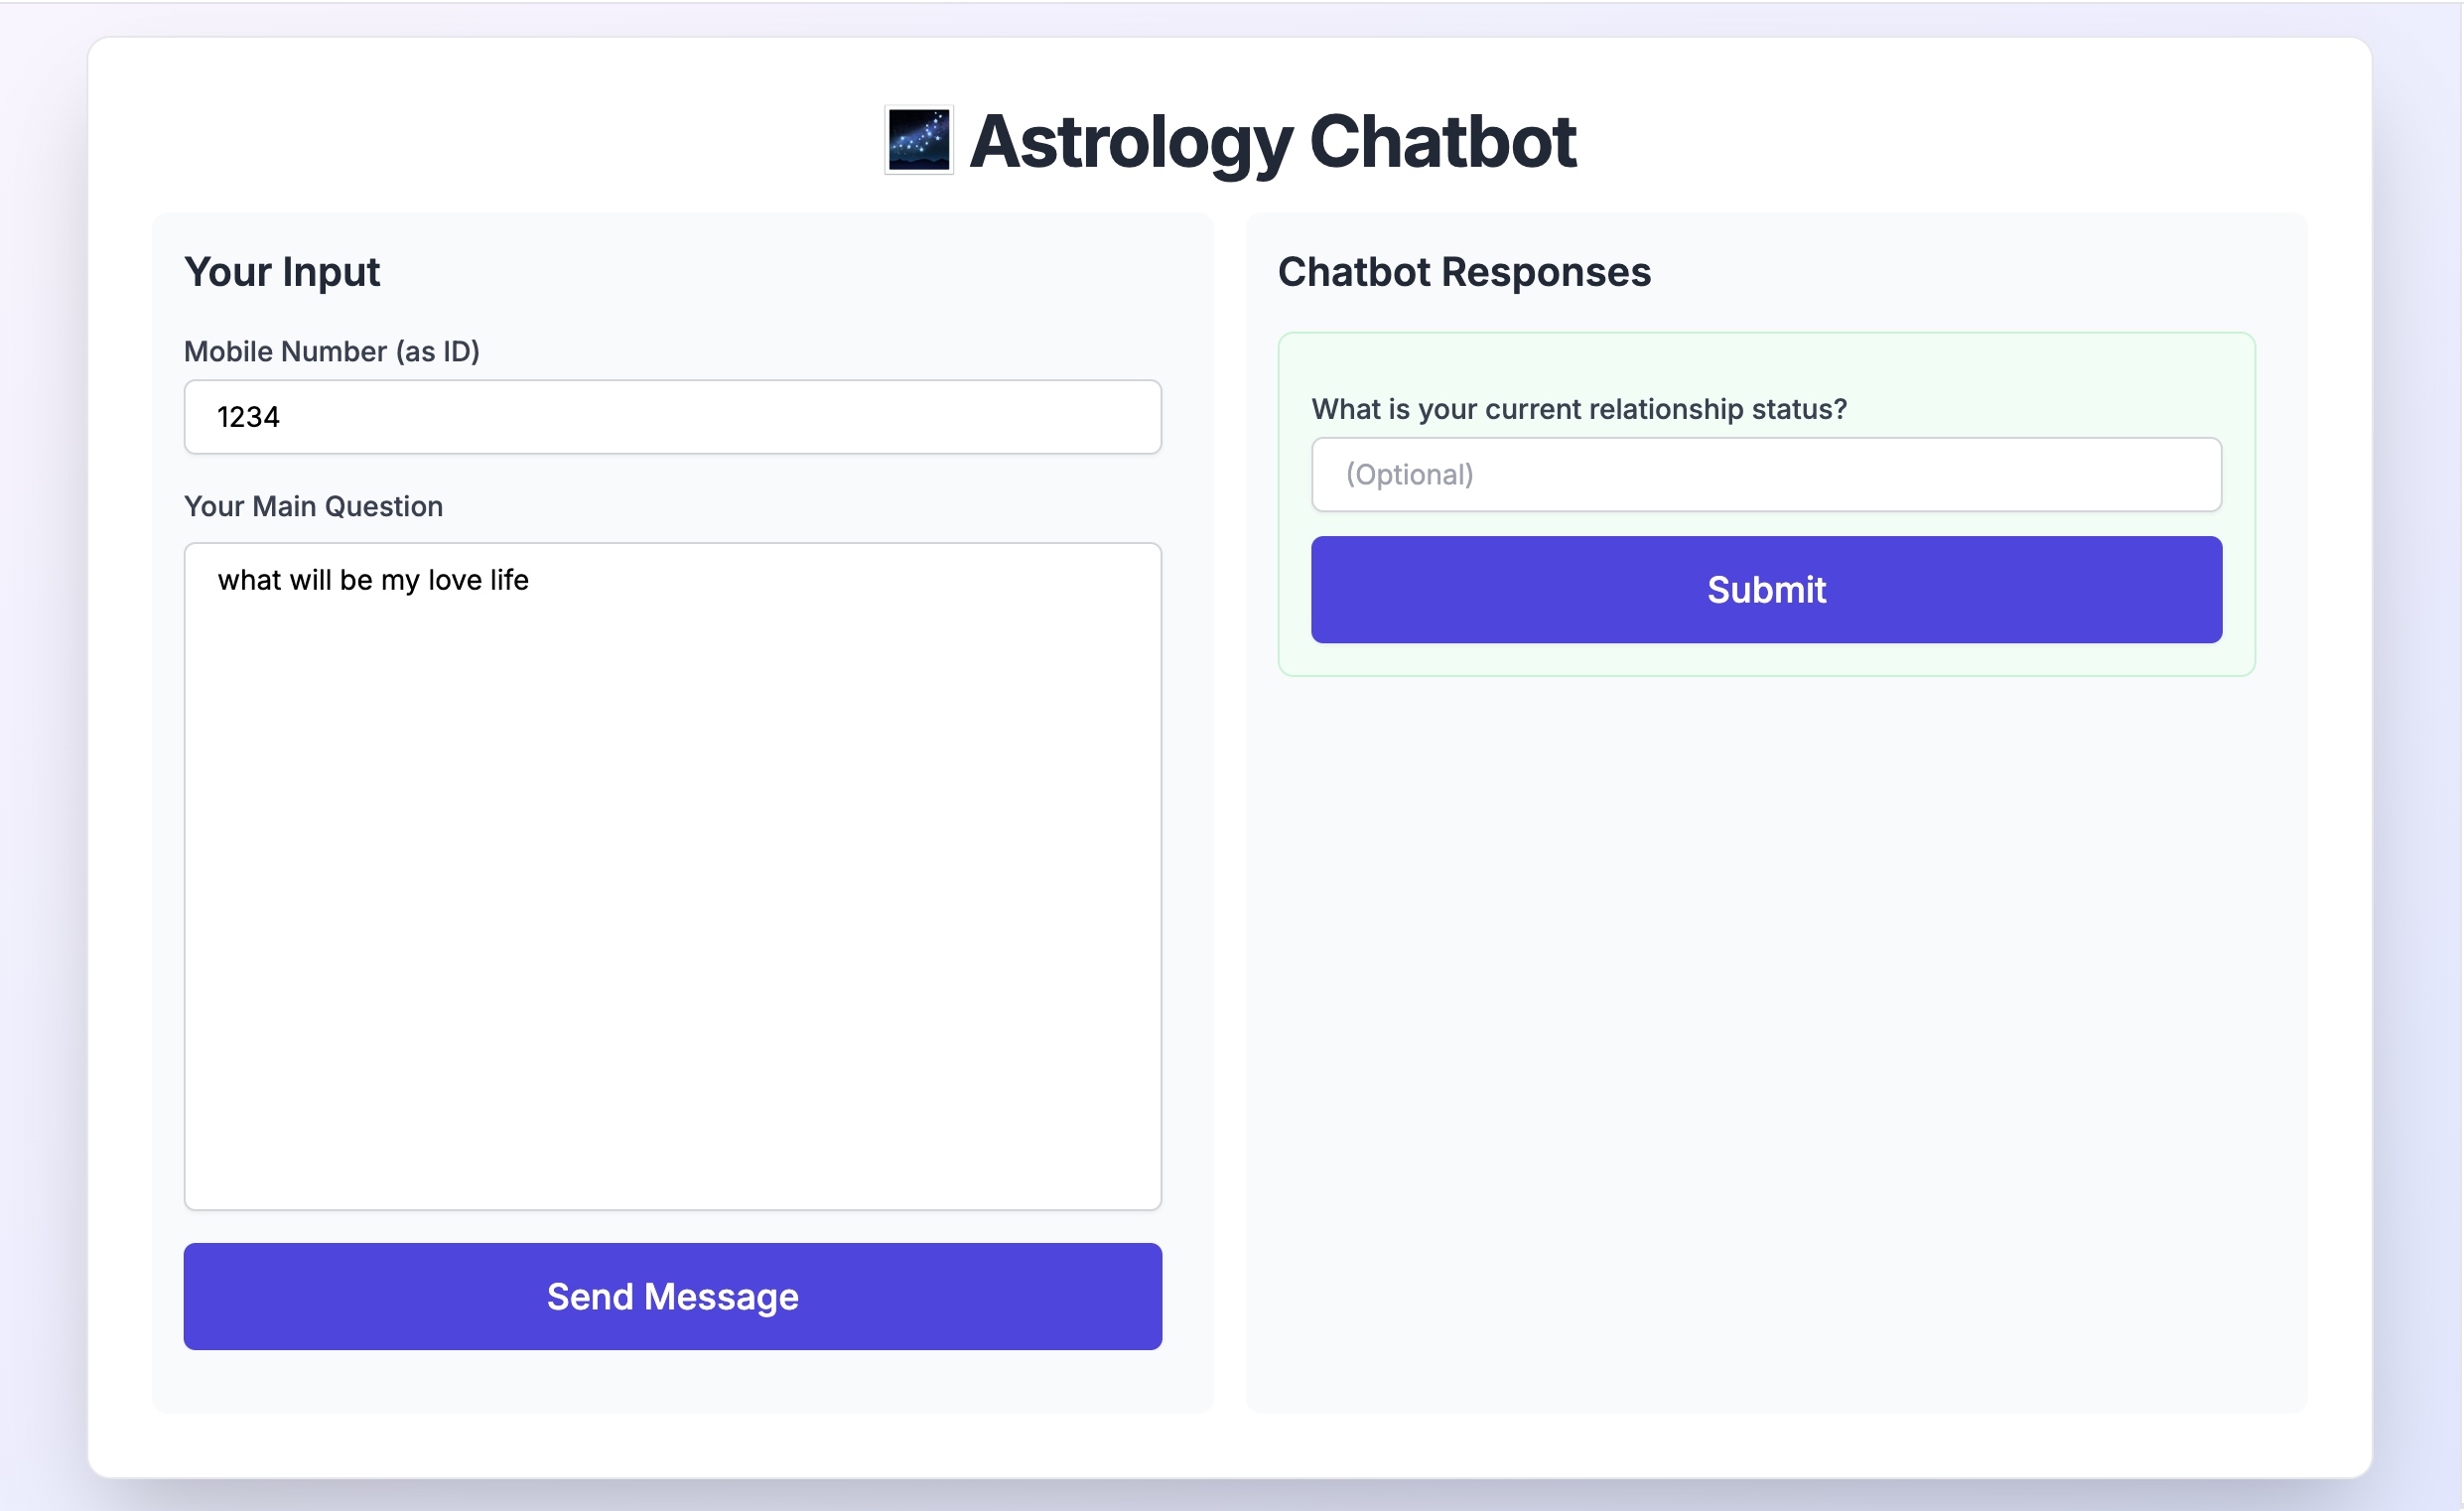 Astrology Chatbot
Your Input
Mobile Number (as ID)
1234
Your Main Question
what will be my love life
Send Message
Chatbot Responses
What is your current relationship status?
(Optional)
Submit